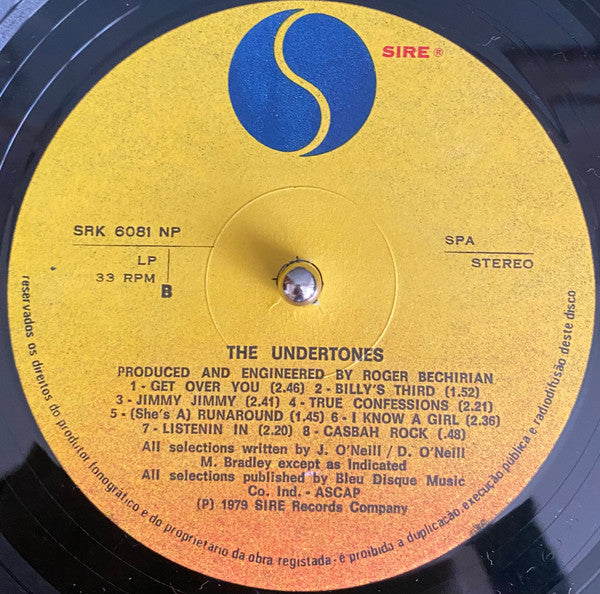 SIRE ®
SRK 6081 NP
LP
33 RPM
B
SPA
STEREO
THE UNDERTONES
PRODUCED AND ENGINEERED BY ROGER BECHIRIAN
1 - GET OVER YOU (2.46) 2 - BILLY'S THIRD (1.52)
3 - JIMMY JIMMY (2.41) 4 - TRUE CONFESSIONS (2.21)
5 - (She's A) RUNAROUND (1.45) 6 - I KNOW A GIRL (2.36)
7 - LISTENIN IN (2.20) 8 - CASBAH ROCK (.48)
All selections written by J. O'Neill / D. O'Neill
M. Bradley except as Indicated
All selections published by Bleu Disque Music
Co. Ind. - ASCAP
(P) 1979 SIRE Records Company
reservados os direitos do produtor fonográfico e do proprietário da obra registada - é proibida a duplicação, execução pública e radiodifusão deste disco